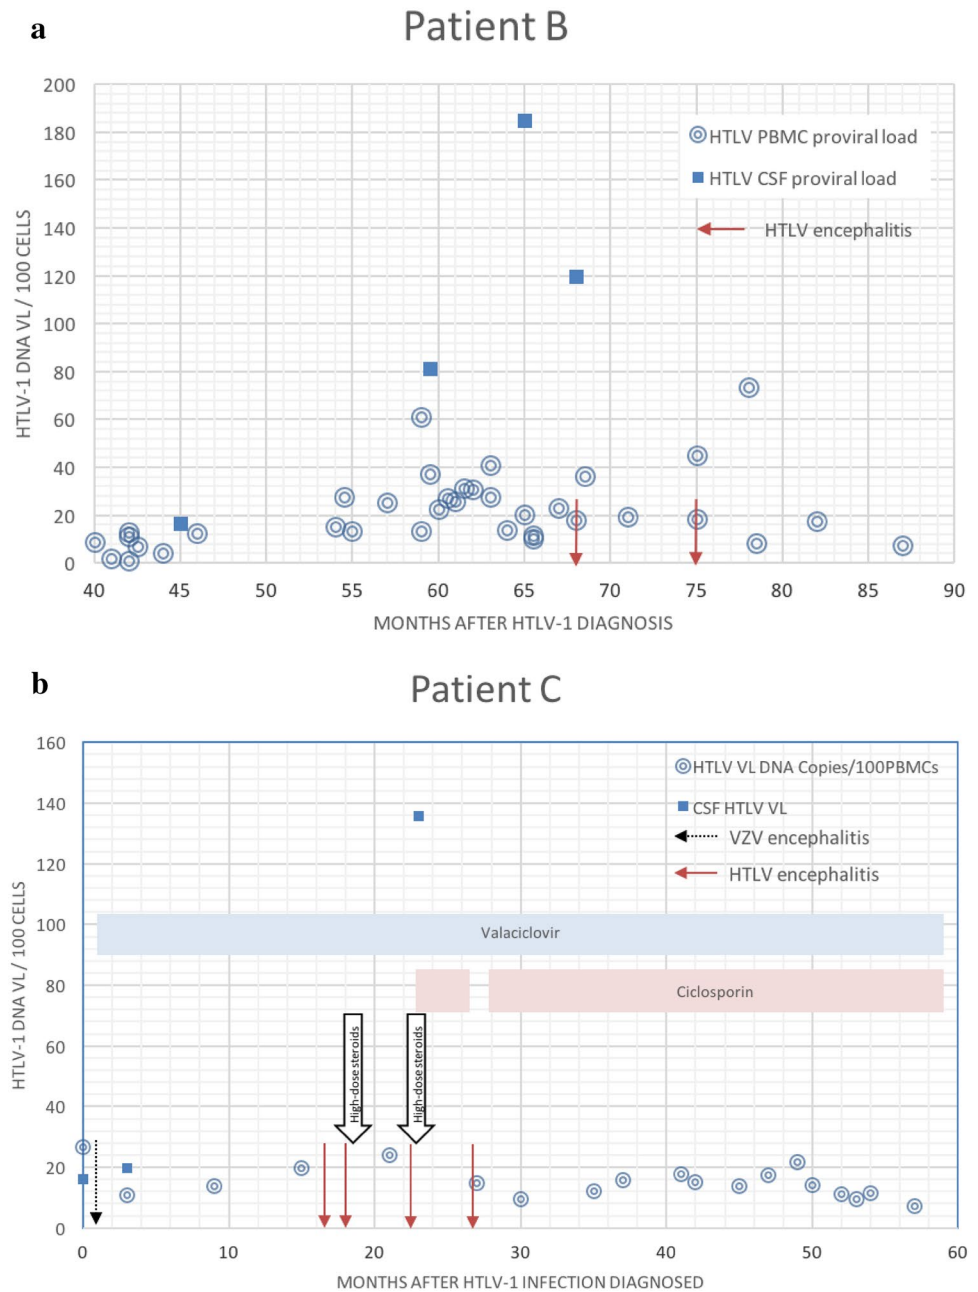 a
Patient B
HTLV-1 DNA VL / 100 CELLS
200
180
160
140
120
100
80
60
40
20
0
HTLV PBMC proviral load
HTLV CSF proviral load
HTLV encephalitis
40 45 50 55 60 65 70 75 80 85 90
MONTHS AFTER HTLV-1 DIAGNOSIS
b
Patient C
HTLV-1 DNA VL / 100 CELLS
160
140
120
100
80
60
40
20
0
HTLV VL DNA Copies/100PBMCs
CSF HTLV VL
VZV encephalitis
HTLV encephalitis
Valaciclovir
Ciclosporin
High-dose steroids
High-dose steroids
0 10 20 30 40 50 60
MONTHS AFTER HTLV-1 INFECTION DIAGNOSED